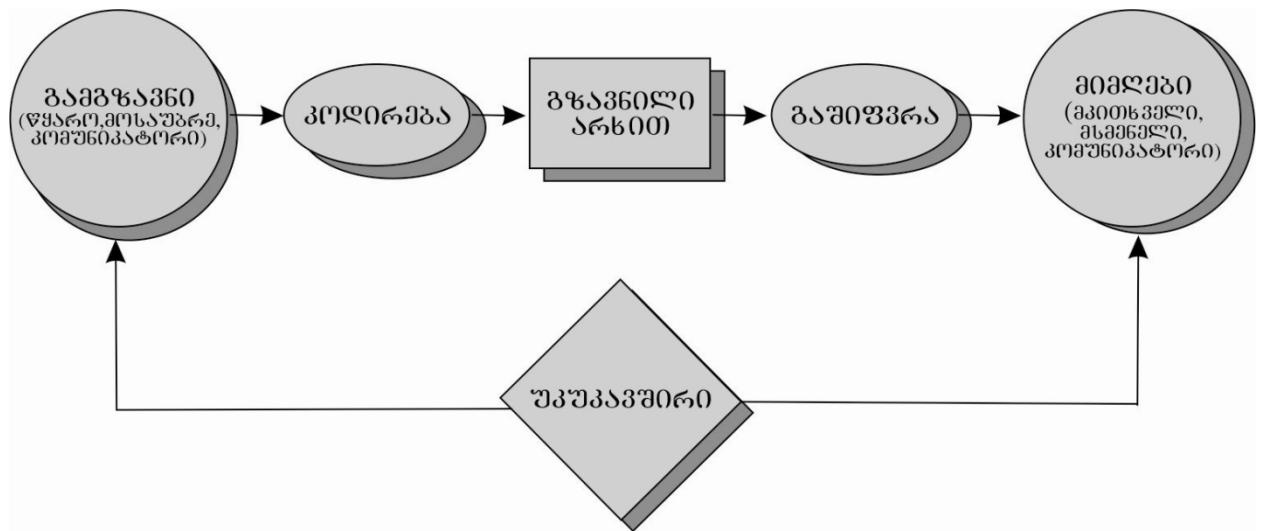 გამგზავნი
(წყარო,მოსაუბრე,
კომუნიკატორი)
კოდირება
გზავნილი
არხით
გაშიფვრა
მიმღები
(მკითხველი,
მსმენელი,
კომუნიკატორი)
უკუკავშირი